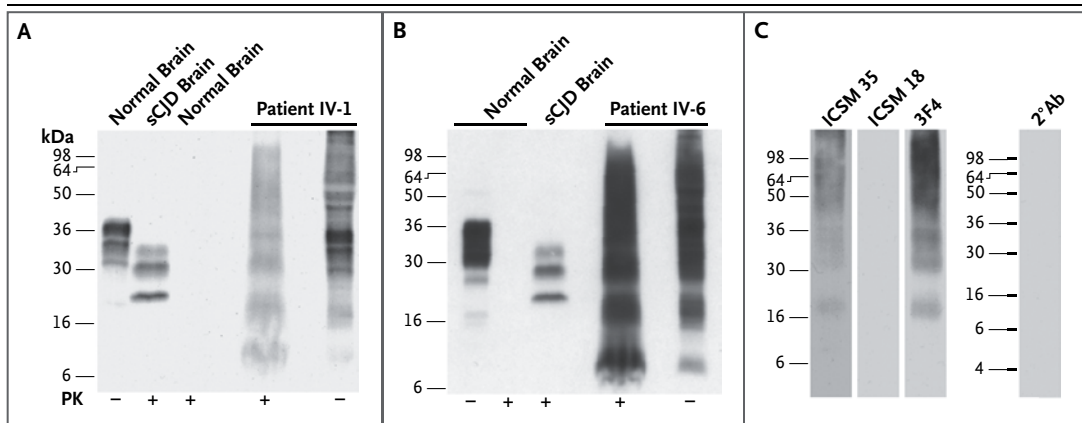 A
Normal Brain
sCJD Brain
Normal Brain
Patient IV-1
kDa
98
64
50
36
30
16
6
PK
– + + + –
B
Normal Brain
sCJD Brain
Patient IV-6
98
64
50
36
30
16
6
– + + + –
C
ICSM 35
ICSM 18
3F4
2°Ab
98
64
50
36
30
16
6
98
64
50
36
30
16
6
4